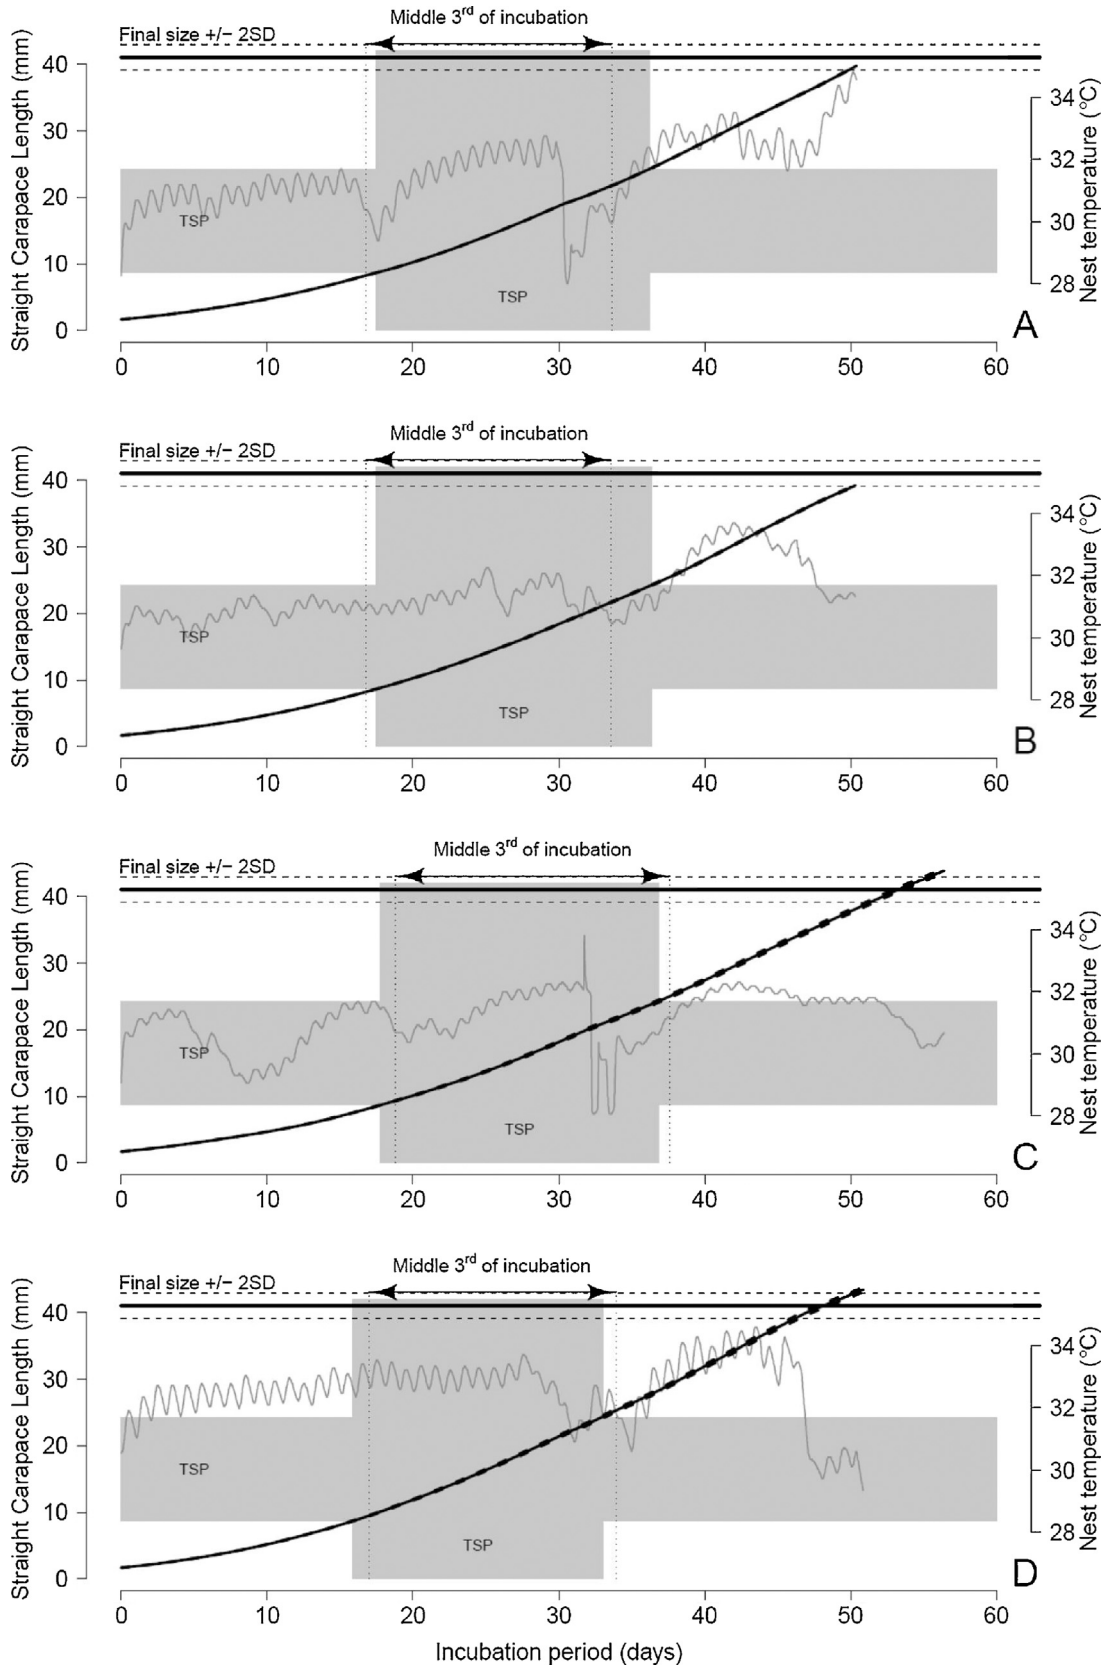 Middle 3rd of incubation
Final size +/− 2SD
Straight Carapace Length (mm)
40
30
20
10
0
TSP
TSP
34
32
30
28
Nest temperature (°C)
A
0 10 20 30 40 50 60
Middle 3rd of incubation
Final size +/− 2SD
Straight Carapace Length (mm)
40
30
20
10
0
TSP
TSP
34
32
30
28
Nest temperature (°C)
B
0 10 20 30 40 50 60
Middle 3rd of incubation
Final size +/− 2SD
Straight Carapace Length (mm)
40
30
20
10
0
TSP
TSP
34
32
30
28
Nest temperature (°C)
C
0 10 20 30 40 50 60
Middle 3rd of incubation
Final size +/− 2SD
Straight Carapace Length (mm)
40
30
20
10
0
TSP
TSP
34
32
30
28
Nest temperature (°C)
D
0 10 20 30 40 50 60
Incubation period (days)